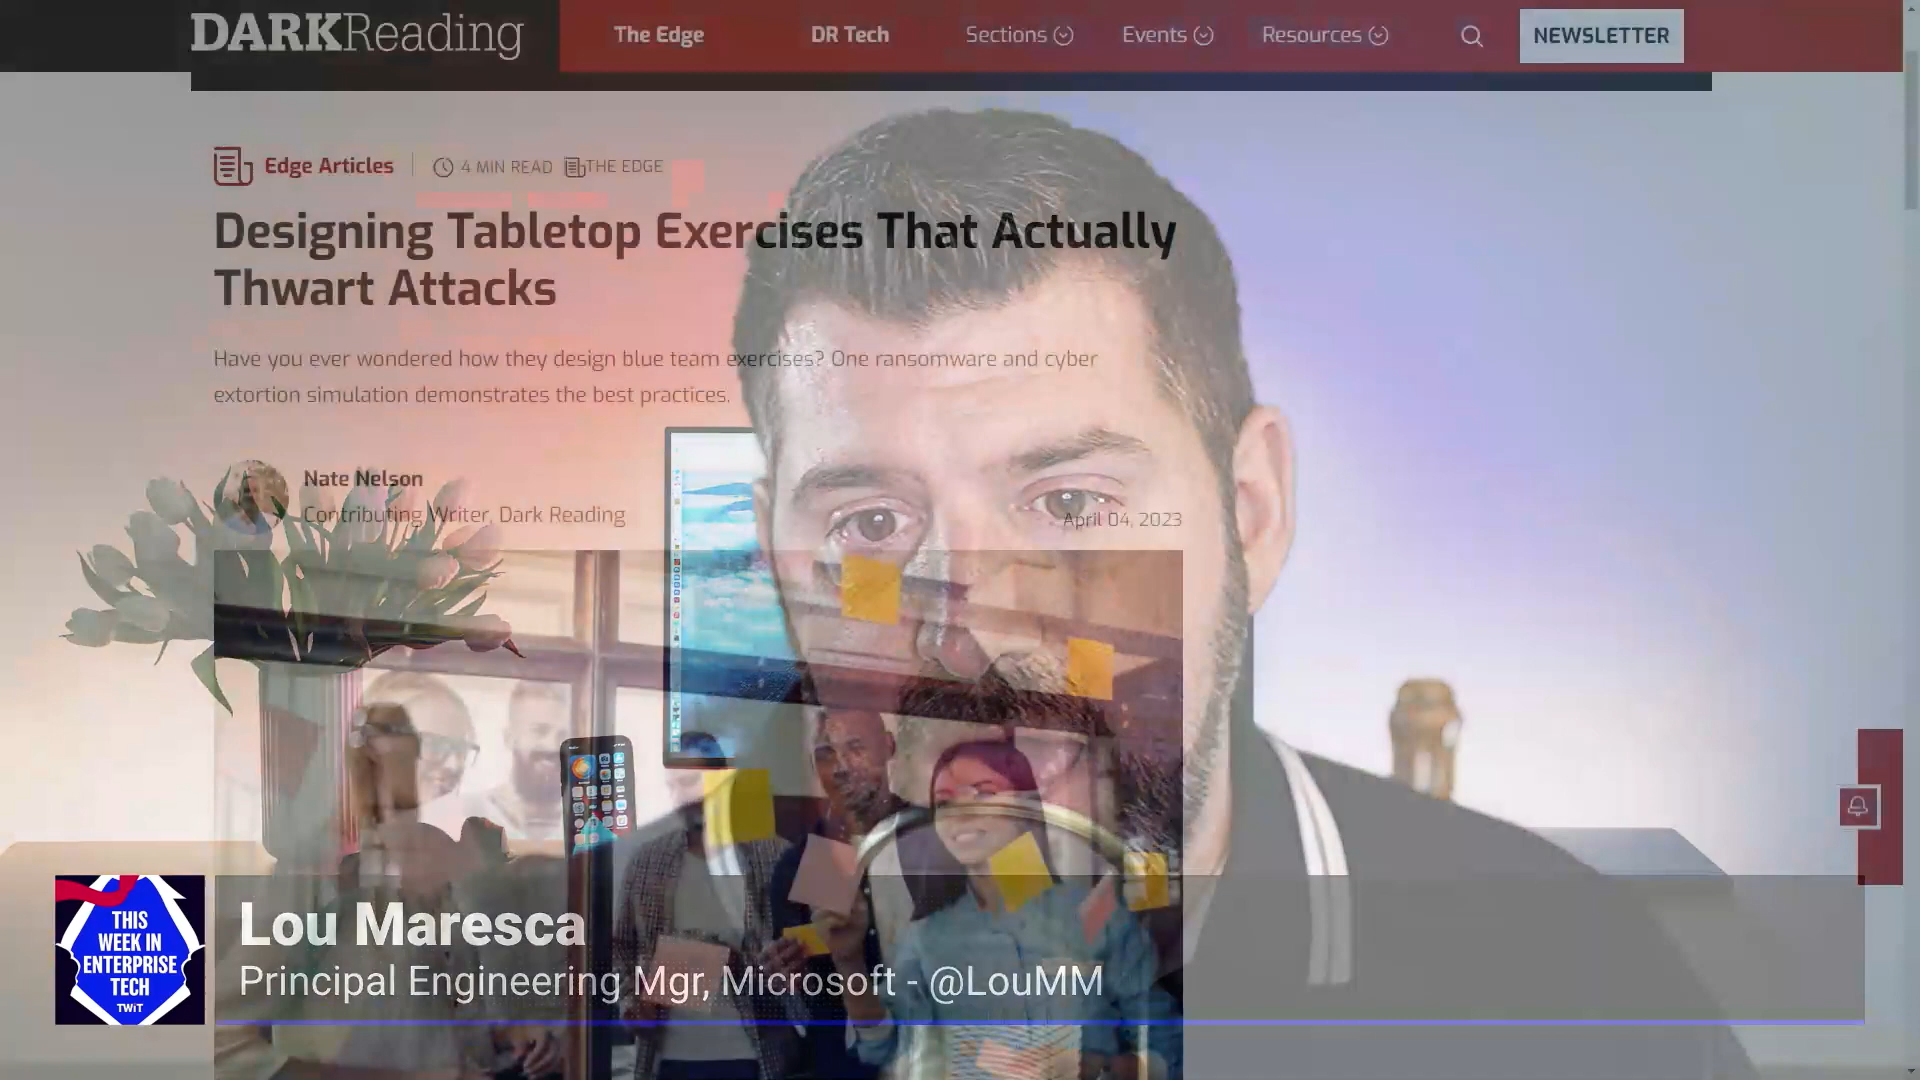 DARKReading
The Edge
DR Tech
Sections
Events
Resources
NEWSLETTER
Edge Articles
4 MIN READ
THE EDGE
Designing Tabletop Exercises That Actually
Thwart Attacks
Have you ever wondered how they design blue team exercises? One ransomware and cyber
extortion simulation demonstrates the best practices.
Nate Nelson
Contributing Writer, Dark Reading
April 04, 2023
THIS
WEEK IN
ENTERPRISE
TECH
TWiT
Lou Maresca
Principal Engineering Mgr, Microsoft - @LouMM